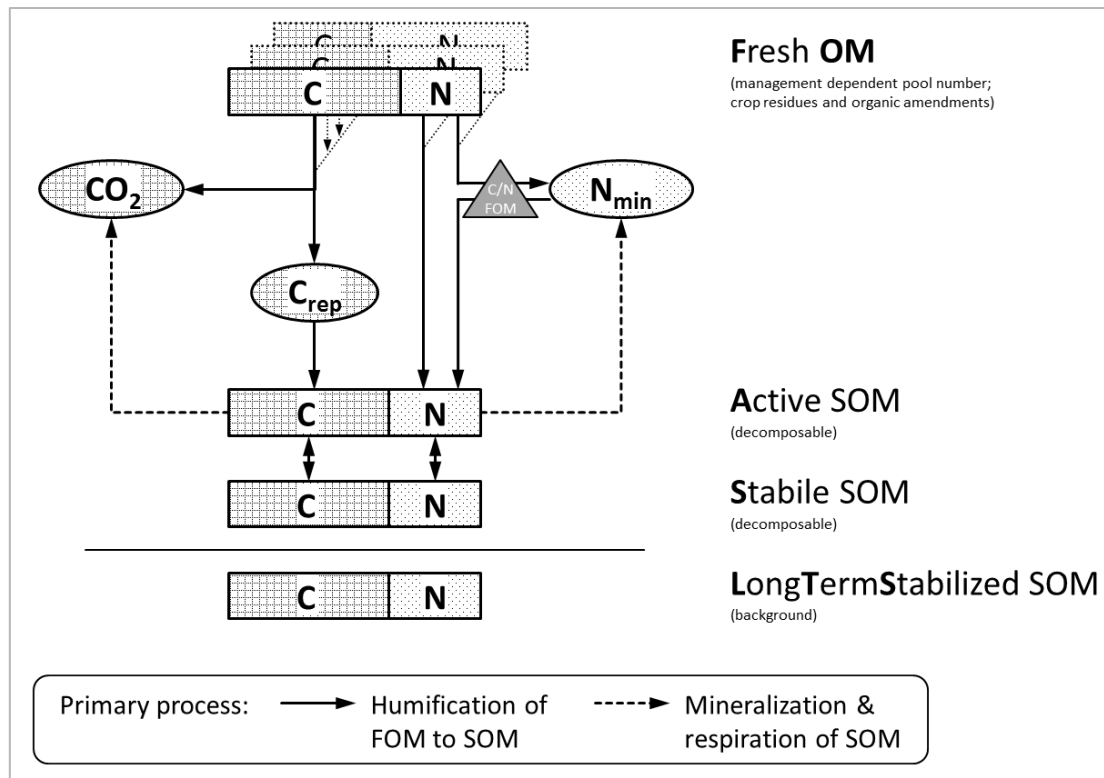 C N
C N
C N
Fresh OM
(management dependent pool number;
crop residues and organic amendments)
CO2
C/N
FOM
Nmin
Crep
C N
Active SOM
(decomposable)
C N
Stabile SOM
(decomposable)
C N
LongTermStabilized SOM
(background)
Primary process:
Humification of
FOM to SOM
Mineralization &
respiration of SOM